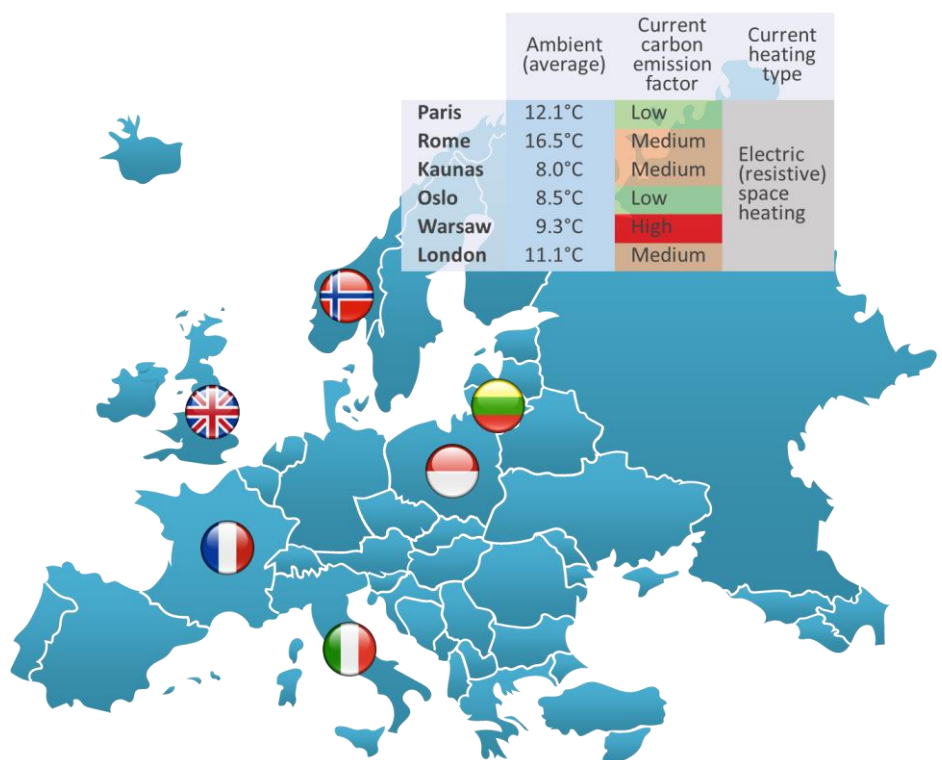 Ambient (average)
Current carbon emission factor
Current heating type
Paris 12.1°C Low
Rome 16.5°C Medium
Kaunas 8.0°C Medium
Oslo 8.5°C Low
Warsaw 9.3°C High
London 11.1°C Medium
Electric (resistive) space heating